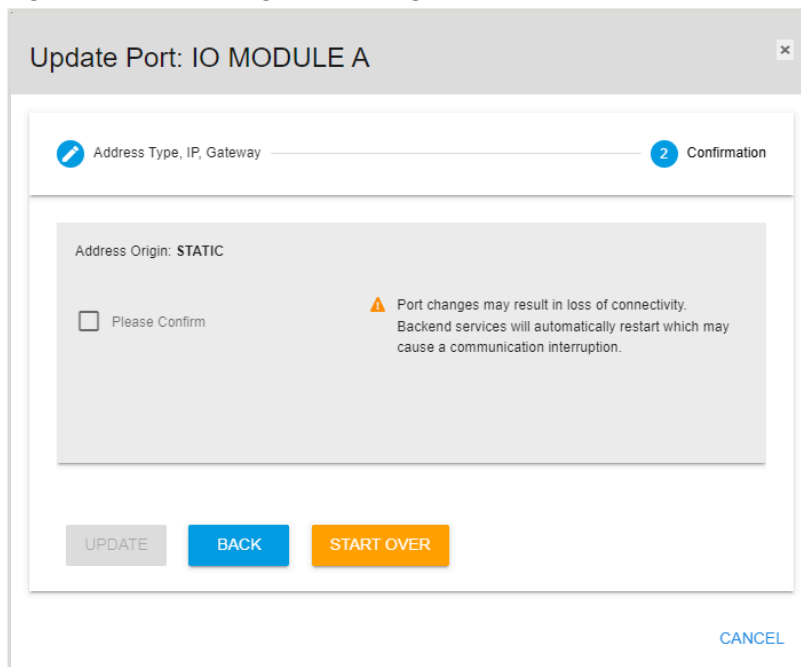 Update Port: IO MODULE A
×
Address Type, IP, Gateway
2 Confirmation
Address Origin: STATIC
Please Confirm
Port changes may result in loss of connectivity.
Backend services will automatically restart which may
cause a communication interruption.
UPDATE BACK START OVER
CANCEL